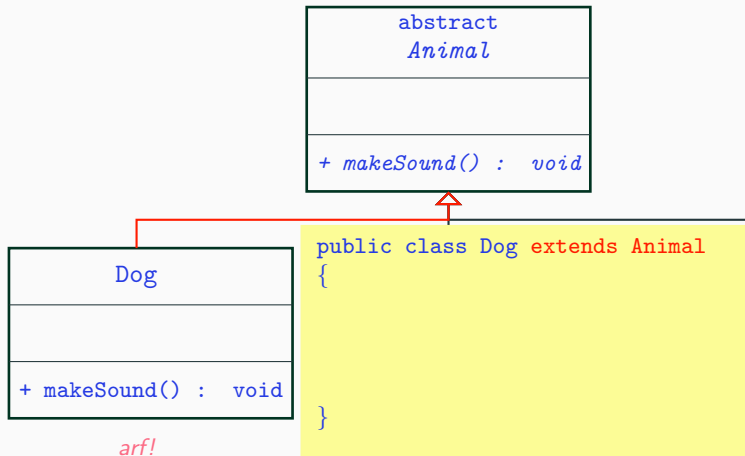 abstract
Animal
+ makeSound() : void
Dog
+ makeSound() : void
arf!
public class Dog extends Animal
{
}